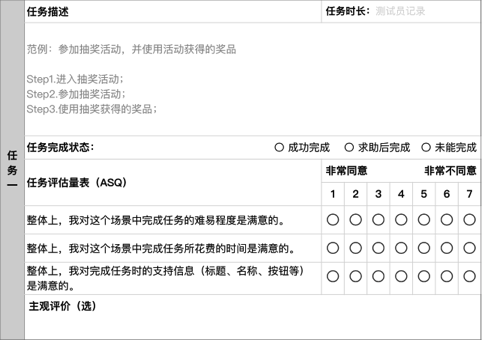 任务描述
任务时长：测试员记录
范例：参加抽奖活动，并使用活动获得的奖品
Step1.进入抽奖活动；
Step2.参加抽奖活动；
Step3.使用抽奖获得的奖品；
任务一
任务完成状态：
成功完成 求助后完成 未能完成
任务评估量表（ASQ）
非常同意 非常不同意
1 2 3 4 5 6 7
整体上，我对这个场景中完成任务的难易程度是满意的。
整体上，我对这个场景中完成任务所花费的时间是满意的。
整体上，我对完成任务时的支持信息（标题、名称、按钮等）
是满意的。
主观评价（选）